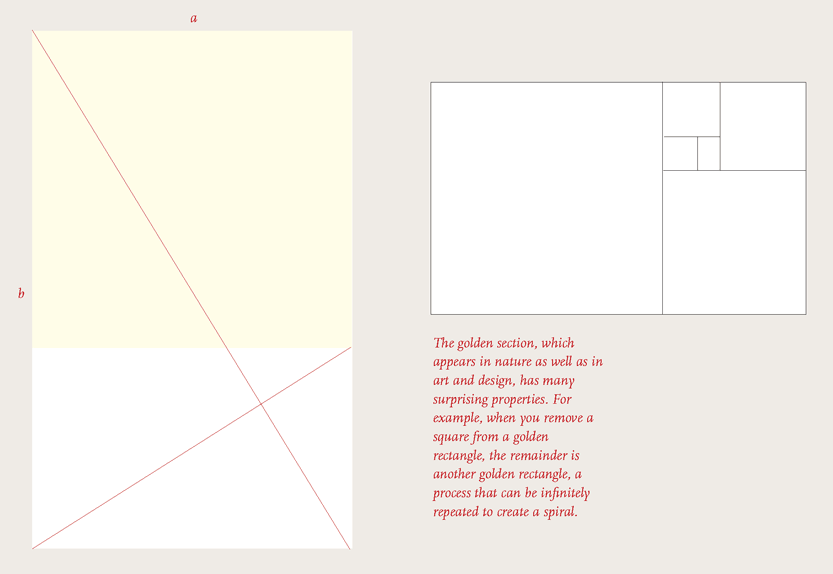 a
b
The golden section, which
appears in nature as well as in
art and design, has many
surprising properties. For
example, when you remove a
square from a golden
rectangle, the remainder is
another golden rectangle, a
process that can be infinitely
repeated to create a spiral.